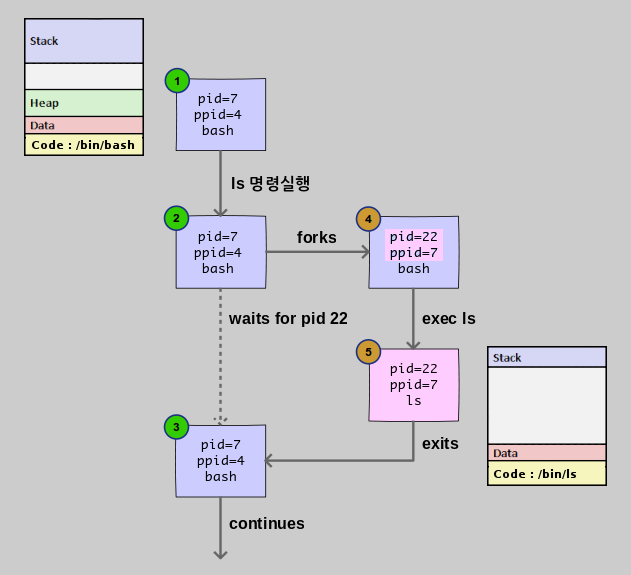 Stack
Heap
Data
Code : /bin/bash
1
pid=7
ppid=4
bash
ls 명령실행
2
pid=7
ppid=4
bash
forks
4
pid=22
ppid=7
bash
waits for pid 22
exec ls
5
pid=22
ppid=7
ls
Stack
Data
Code : /bin/ls
exits
3
pid=7
ppid=4
bash
continues